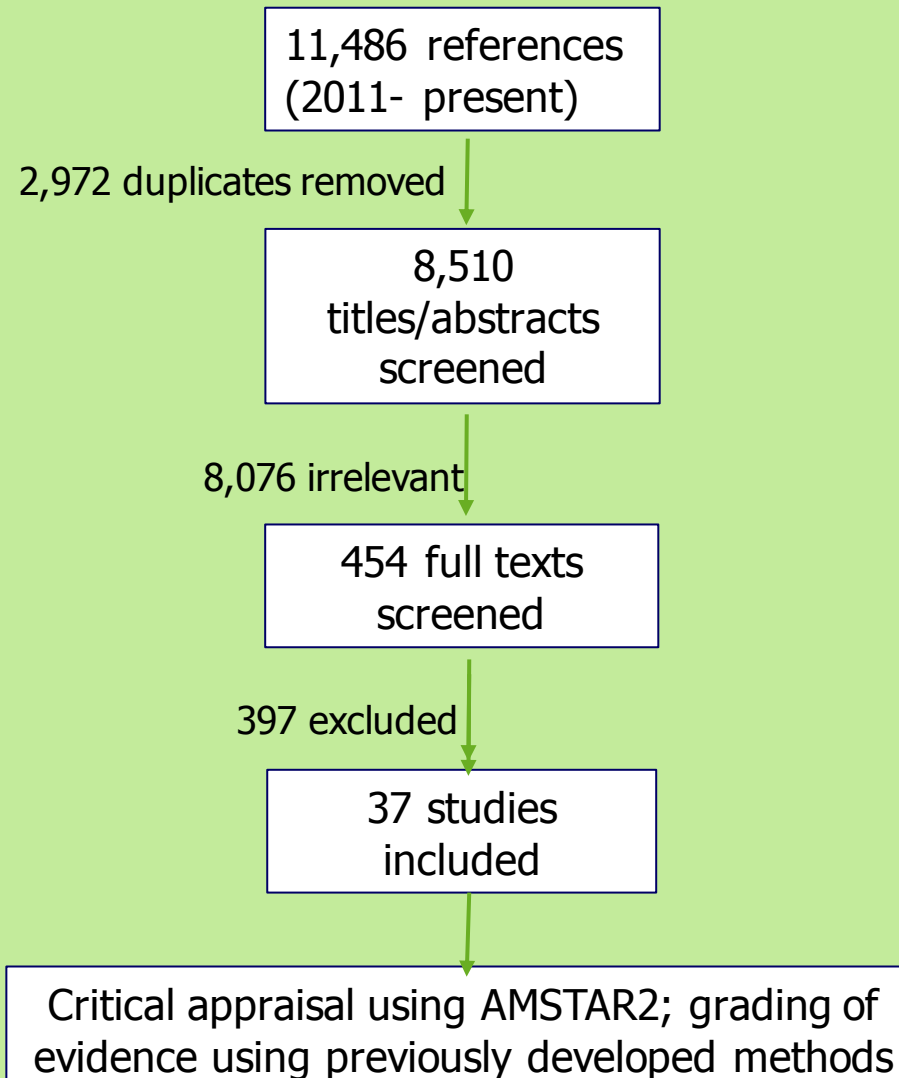 11,486 references
(2011- present)
2,972 duplicates removed
8,510
titles/abstracts
screened
8,076 irrelevant
454 full texts
screened
397 excluded
37 studies
included
Critical appraisal using AMSTAR2; grading of
evidence using previously developed methods